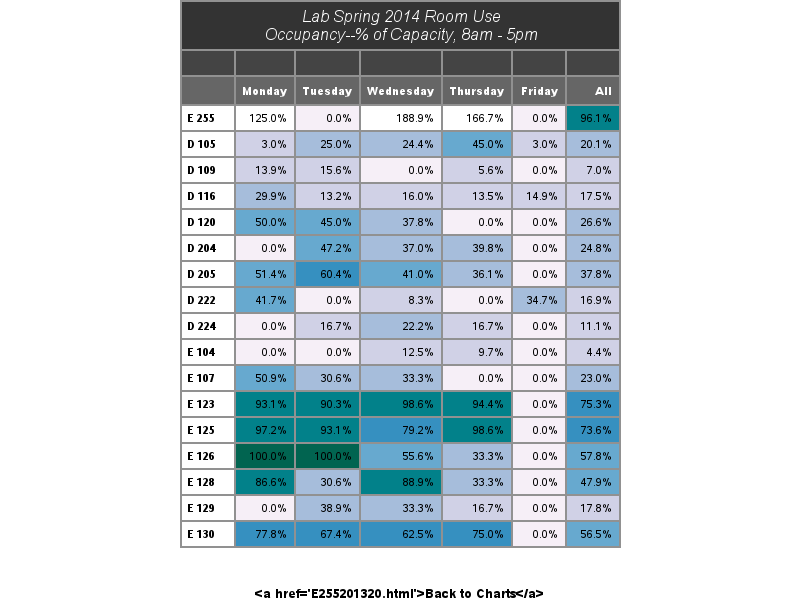 Lab Spring 2014 Room Use
Occupancy--% of Capacity, 8am - 5pm
Monday Tuesday Wednesday Thursday Friday All
E 255 125.0% 0.0% 188.9% 166.7% 0.0% 96.1%
D 105 3.0% 25.0% 24.4% 45.0% 3.0% 20.1%
D 109 13.9% 15.6% 0.0% 5.6% 0.0% 7.0%
D 116 29.9% 13.2% 16.0% 13.5% 14.9% 17.5%
D 120 50.0% 45.0% 37.8% 0.0% 0.0% 26.6%
D 204 0.0% 47.2% 37.0% 39.8% 0.0% 24.8%
D 205 51.4% 60.4% 41.0% 36.1% 0.0% 37.8%
D 222 41.7% 0.0% 8.3% 0.0% 34.7% 16.9%
D 224 0.0% 16.7% 22.2% 16.7% 0.0% 11.1%
E 104 0.0% 0.0% 12.5% 9.7% 0.0% 4.4%
E 107 50.9% 30.6% 33.3% 0.0% 0.0% 23.0%
E 123 93.1% 90.3% 98.6% 94.4% 0.0% 75.3%
E 125 97.2% 93.1% 79.2% 98.6% 0.0% 73.6%
E 126 100.0% 100.0% 55.6% 33.3% 0.0% 57.8%
E 128 86.6% 30.6% 88.9% 33.3% 0.0% 47.9%
E 129 0.0% 38.9% 33.3% 16.7% 0.0% 17.8%
E 130 77.8% 67.4% 62.5% 75.0% 0.0% 56.5%
<a href='E255201320.html'>Back to Charts</a>